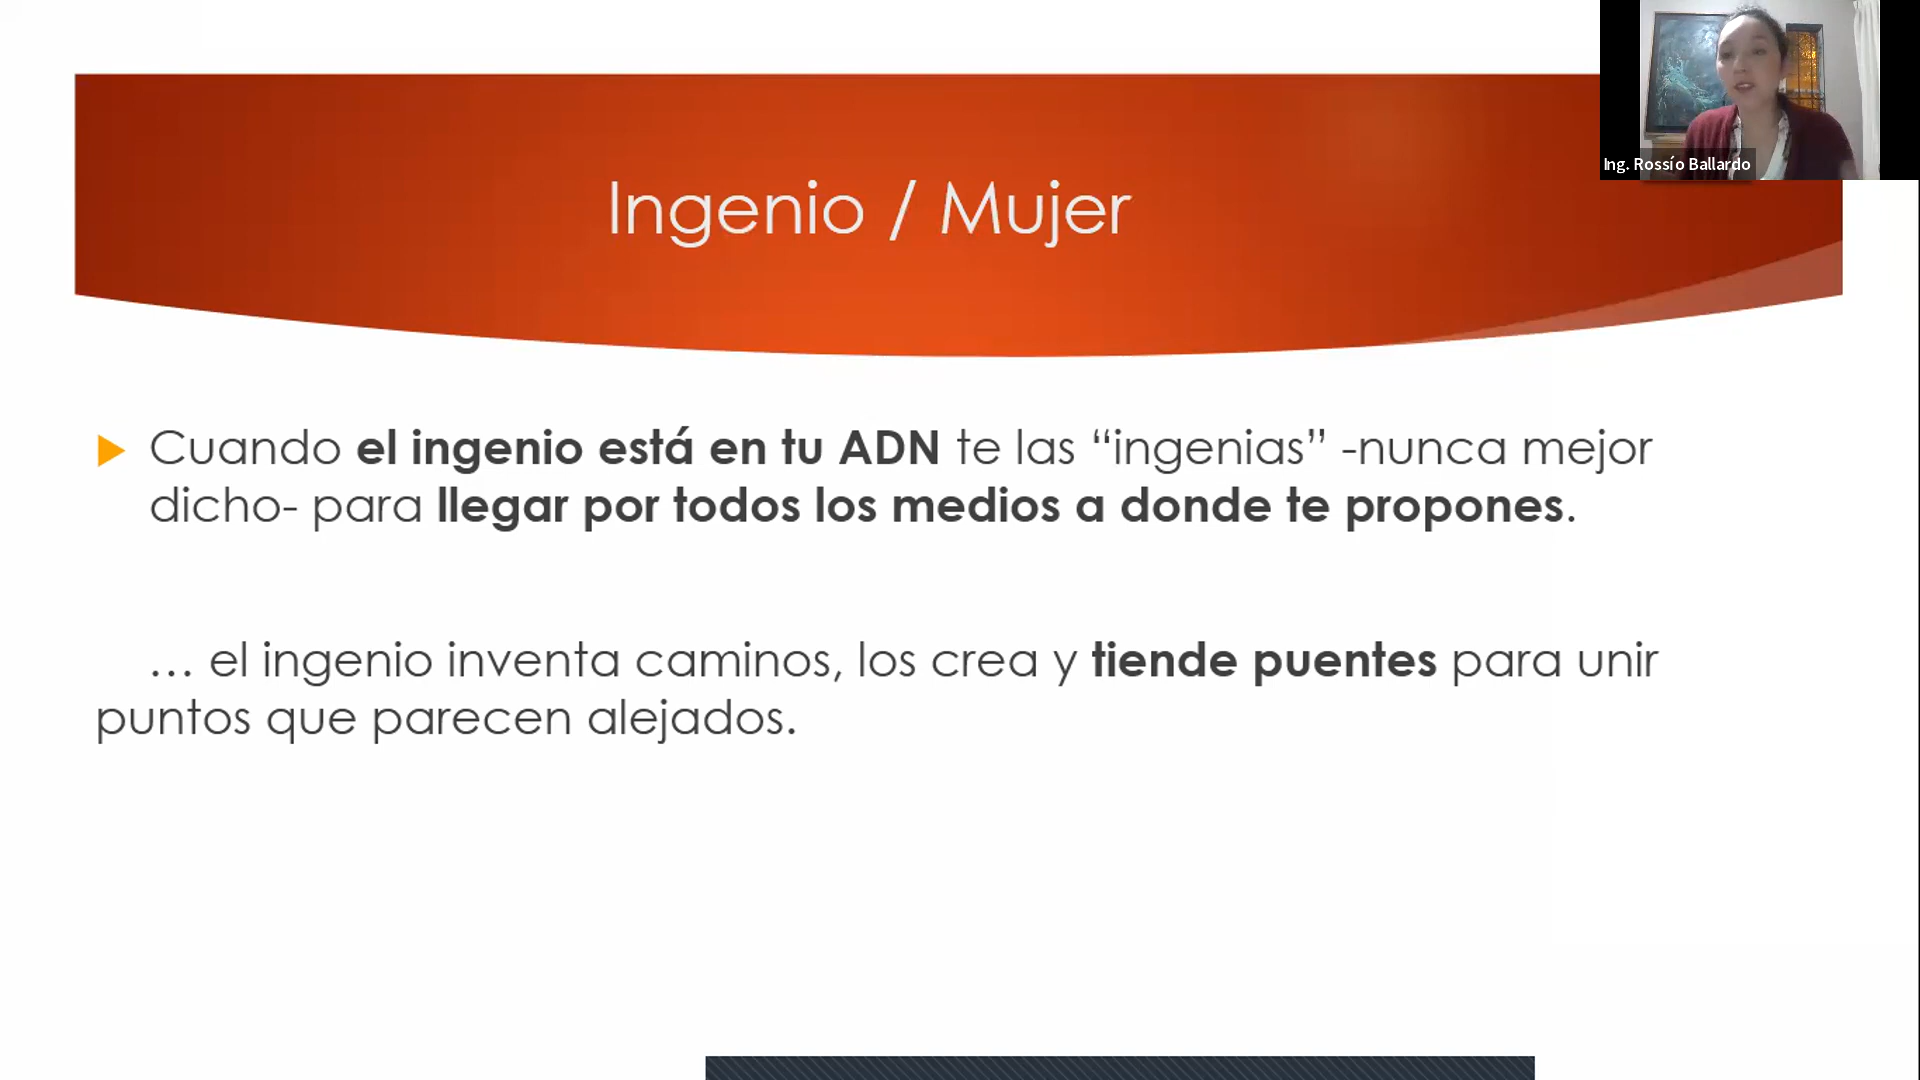 Ing. Rossío Ballardo
Ingenio / Mujer
Cuando el ingenio está en tu ADN te las “ingenias” -nunca mejor
dicho- para llegar por todos los medios a donde te propones.
… el ingenio inventa caminos, los crea y tiende puentes para unir
puntos que parecen alejados.